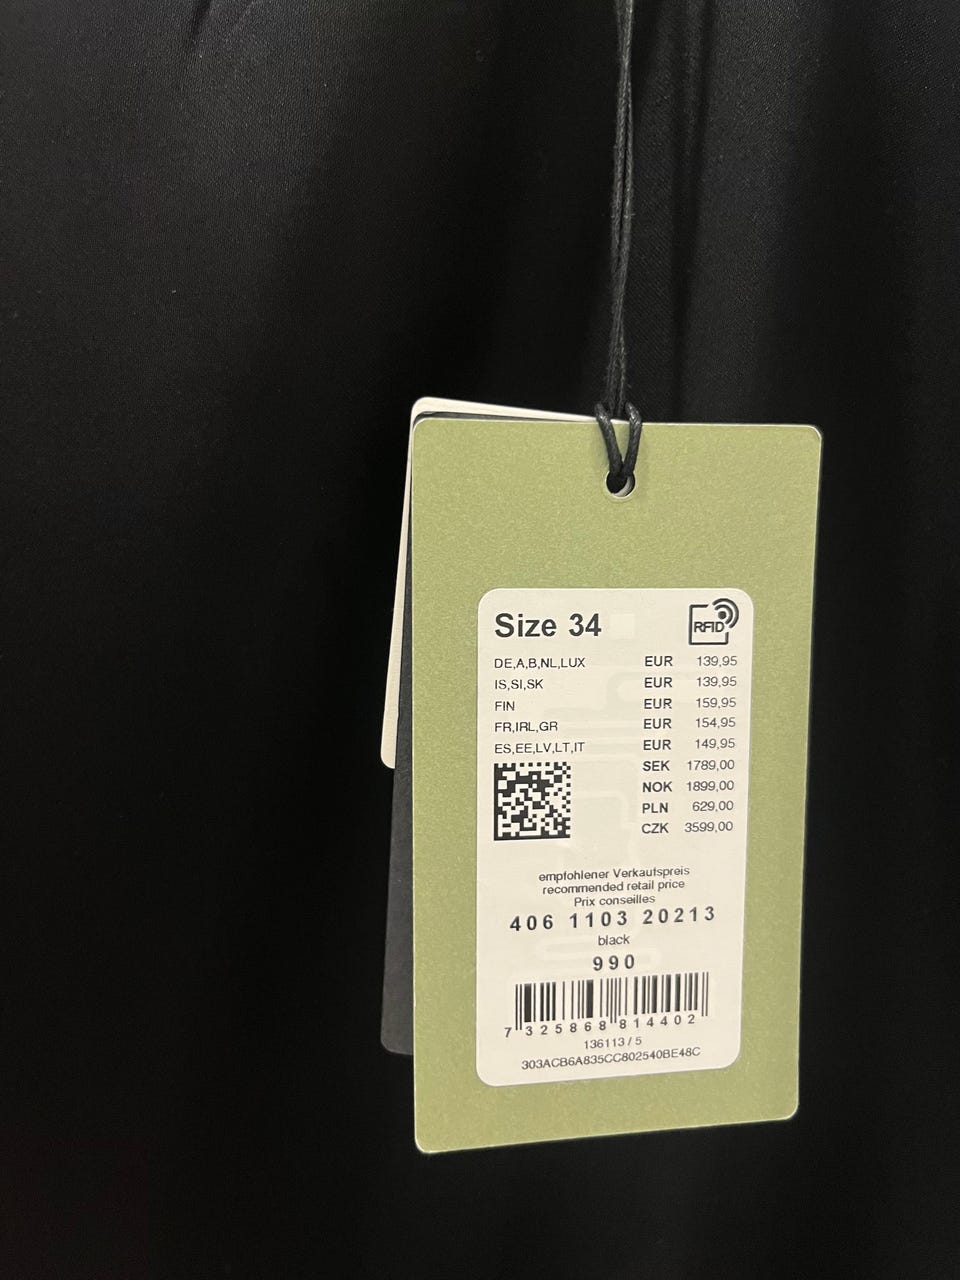 Size 34
RFID
DE,A,B,NL,LUX EUR 139,95
IS,SI,SK EUR 139,95
FIN EUR 159,95
FR,IRL,GR EUR 154,95
ES,EE,LV,LT,IT EUR 149,95
SEK 1789,00
NOK 1899,00
PLN 629,00
CZK 3599,00
empfohlener Verkaufspreis
recommended retail price
Prix conseilles
406 1103 20213
black
990
7 325868 814402
136113 / 5
303ACB6A835CC802540BE48C